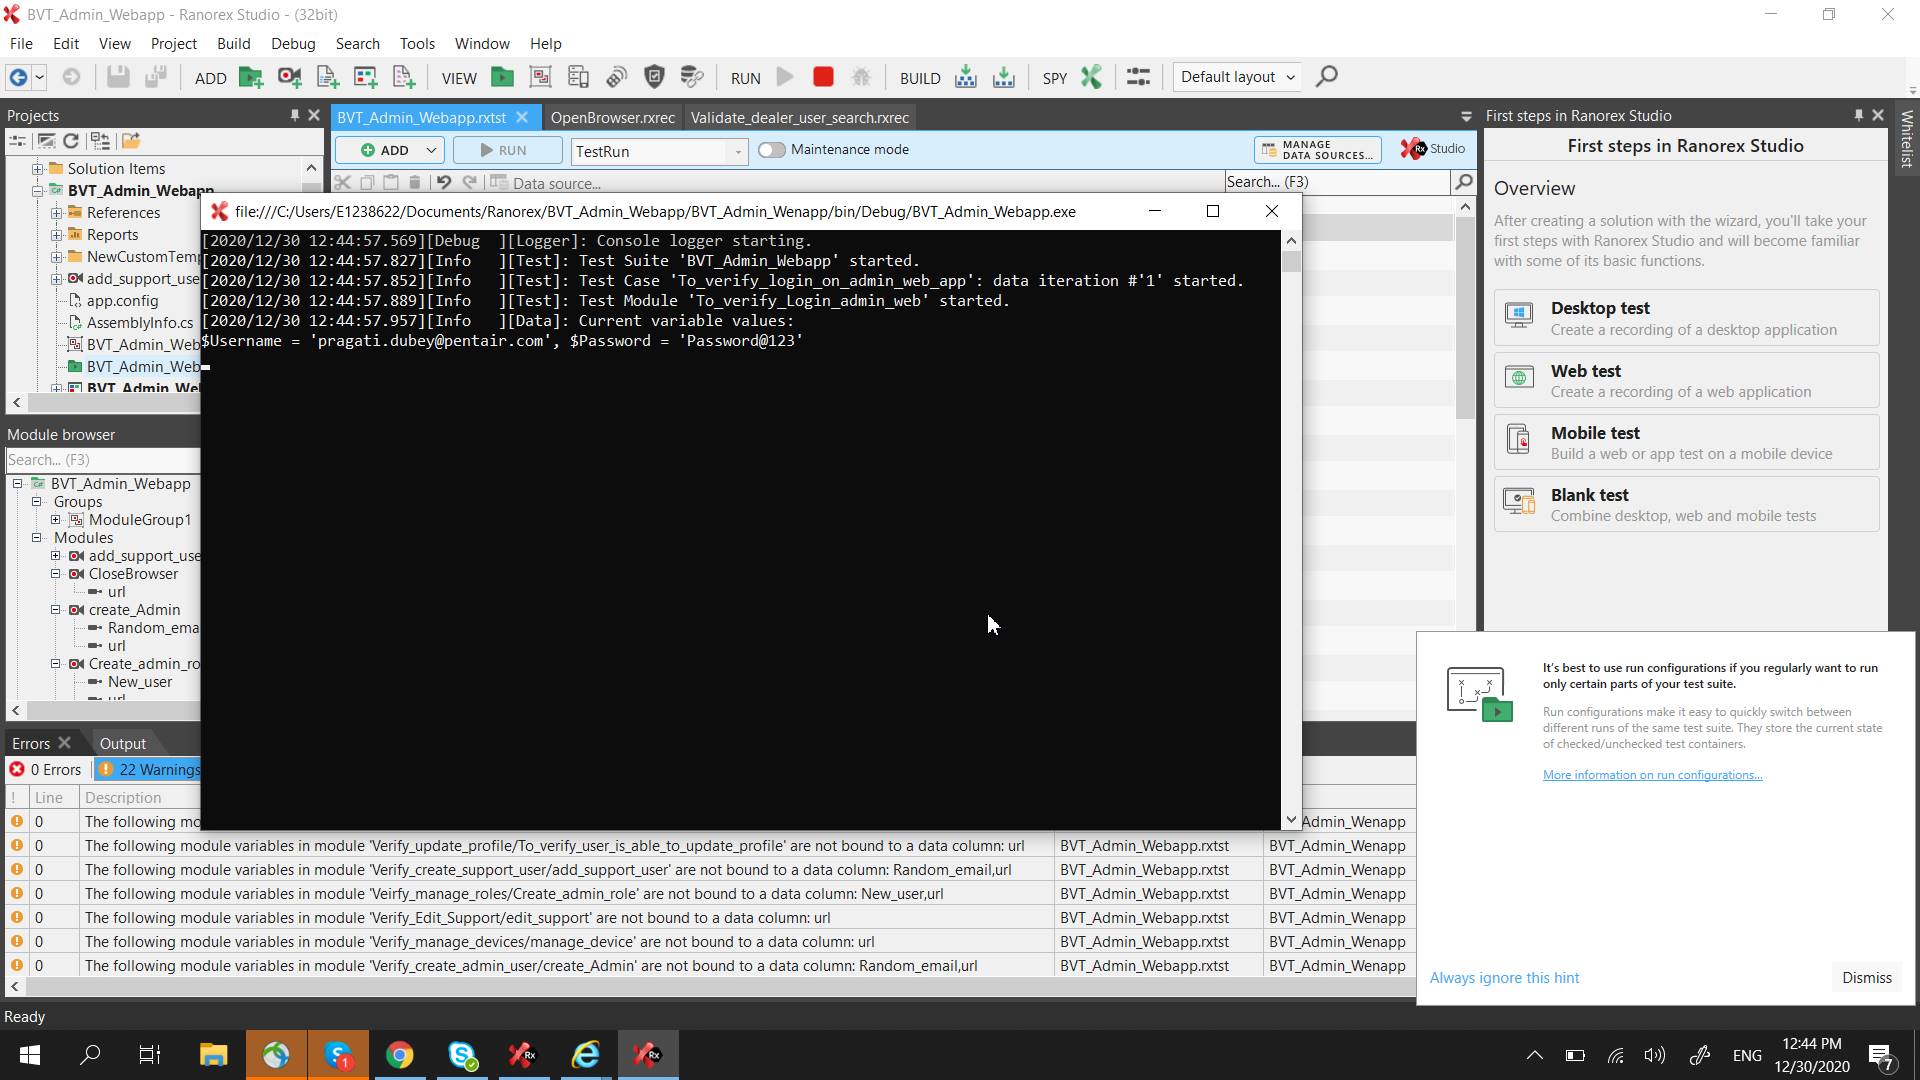 BVT_Admin_Webapp - Ranorex Studio - (32bit)
File Edit View Project Build Debug Search Tools Window Help
ADD VIEW RUN BUILD SPY Default layout
Projects
Solution Items
BVT_Admin_Webapp
References
Reports
NewCustomTemp
add_support_use
app.config
AssemblyInfo.cs
BVT_Admin_Web
BVT_Admin_Web
BVT_Admin_Wel
Module browser
Search... (F3)
BVT_Admin_Webapp
Groups
ModuleGroup1
Modules
add_support_use
CloseBrowser
url
create_Admin
Random_ema
url
Create_admin_ro
New_user
url
BVT_Admin_Webapp.rxtst OpenBrowser.rxrec Validate_dealer_user_search.rxrec
ADD RUN TestRun Maintenance mode MANAGE DATA SOURCES... Rx Studio
Data source... Search... (F3)
file:///C:/Users/E1238622/Documents/Ranorex/BVT_Admin_Webapp/BVT_Admin_Wenapp/bin/Debug/BVT_Admin_Webapp.exe
[2020/12/30 12:44:57.569][Debug  ][Logger]: Console logger starting.
[2020/12/30 12:44:57.827][Info   ][Test]: Test Suite 'BVT_Admin_Webapp' started.
[2020/12/30 12:44:57.852][Info   ][Test]: Test Case 'To_verify_login_on_admin_web_app': data iteration #'1' started.
[2020/12/30 12:44:57.889][Info   ][Test]: Test Module 'To_verify_Login_admin_web' started.
[2020/12/30 12:44:57.957][Info   ][Data]: Current variable values:
$Username = 'pragati.dubey@pentair.com', $Password = 'Password@123'
First steps in Ranorex Studio
Whitelist
First steps in Ranorex Studio
Overview
After creating a solution with the wizard, you'll take your
first steps with Ranorex Studio and will become familiar
with some of its basic functions.
Desktop test
Create a recording of a desktop application
Web test
Create a recording of a web application
Mobile test
Build a web or app test on a mobile device
Blank test
Combine desktop, web and mobile tests
It's best to use run configurations if you regularly want to run
only certain parts of your test suite.
Run configurations make it easy to quickly switch between
different runs of the same test suite. They store the current state
of checked/unchecked test containers.
More information on run configurations...
Always ignore this hint Dismiss
Errors Output
0 Errors 22 Warnings
! Line Description
0 The following mo Admin_Wenapp
0 The following module variables in module 'Verify_update_profile/To_verify_user_is_able_to_update_profile' are not bound to a data column: url BVT_Admin_Webapp.rxtst BVT_Admin_Wenapp
0 The following module variables in module 'Verify_create_support_user/add_support_user' are not bound to a data column: Random_email,url BVT_Admin_Webapp.rxtst BVT_Admin_Wenapp
0 The following module variables in module 'Verify_manage_roles/Create_admin_role' are not bound to a data column: New_user,url BVT_Admin_Webapp.rxtst BVT_Admin_Wenapp
0 The following module variables in module 'Verify_Edit_Support/edit_support' are not bound to a data column: url BVT_Admin_Webapp.rxtst BVT_Admin_Wenapp
0 The following module variables in module 'Verify_manage_devices/manage_device' are not bound to a data column: url BVT_Admin_Webapp.rxtst BVT_Admin_Wenapp
0 The following module variables in module 'Verify_create_admin_user/create_Admin' are not bound to a data column: Random_email,url BVT_Admin_Webapp.rxtst BVT_Admin_Wenapp
Ready
1 Rx Rx ENG 12:44 PM
12/30/2020 7